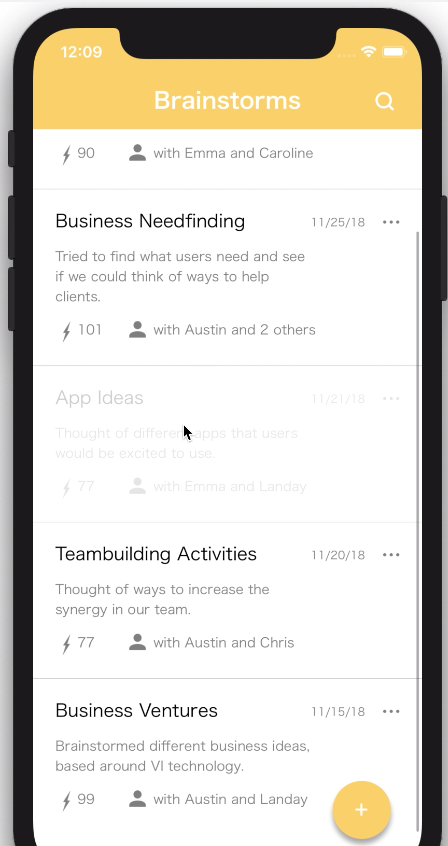 12:09
Brainstorms
90 with Emma and Caroline
Business Needfinding 11/25/18
Tried to find what users need and see
if we could think of ways to help
clients.
101 with Austin and 2 others
App Ideas 11/21/18
Thought of different apps that users
would be excited to use.
77 with Emma and Landay
Teambuilding Activities 11/20/18
Thought of ways to increase the
synergy in our team.
77 with Austin and Chris
Business Ventures 11/15/18
Brainstormed different business ideas,
based around VI technology.
99 with Austin and Landay
+